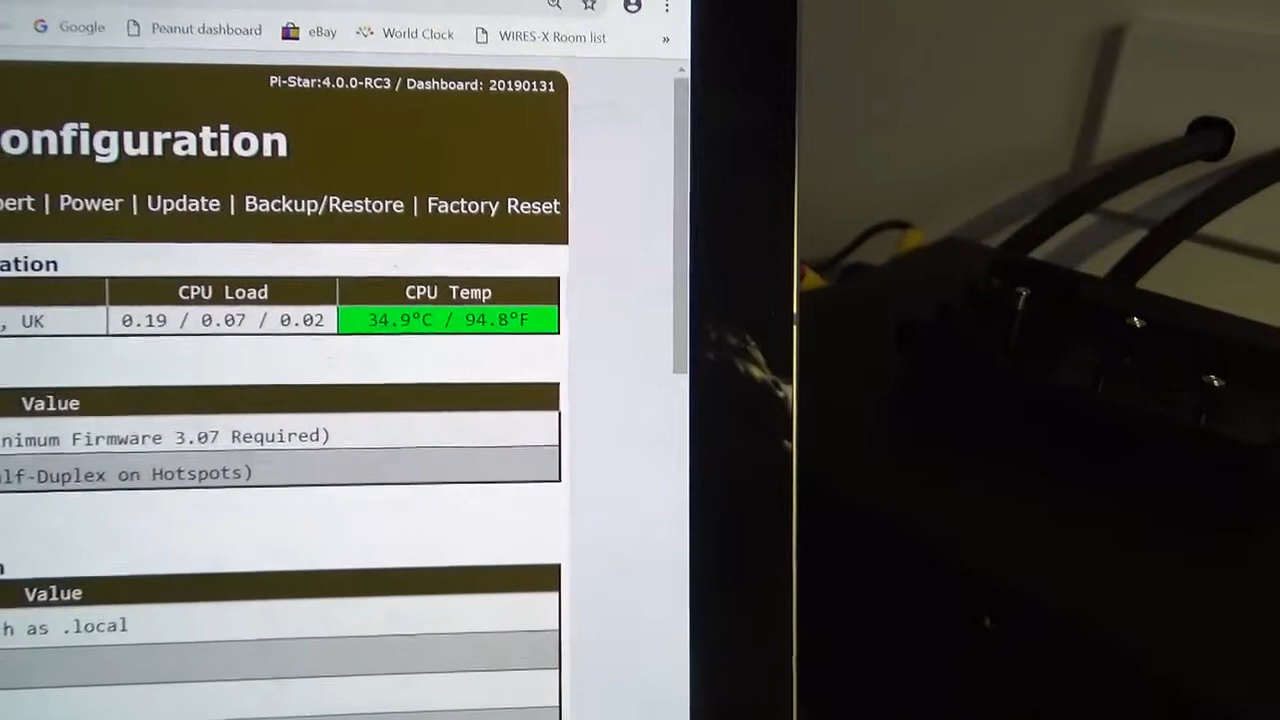 Google Peanut dashboard eBay World Clock WIRES-X Room list »
Pi-Star:4.0.0-RC3 / Dashboard: 20190131
onfiguration
pert | Power | Update | Backup/Restore | Factory Reset
ation
CPU Load CPU Temp
, UK 0.19 / 0.07 / 0.02 34.9°C / 94.8°F
Value
nimum Firmware 3.07 Required)
alf-Duplex on Hotspots)
n
Value
h as .local